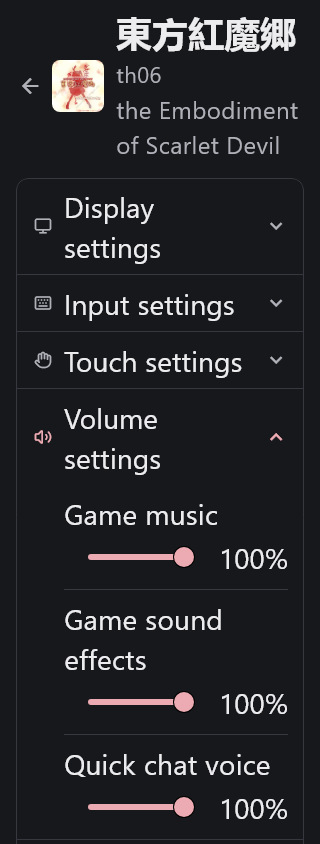 東方紅魔郷
th06
the Embodiment
of Scarlet Devil
Display
settings
Input settings
Touch settings
Volume
settings
Game music
100%
Game sound
effects
100%
Quick chat voice
100%